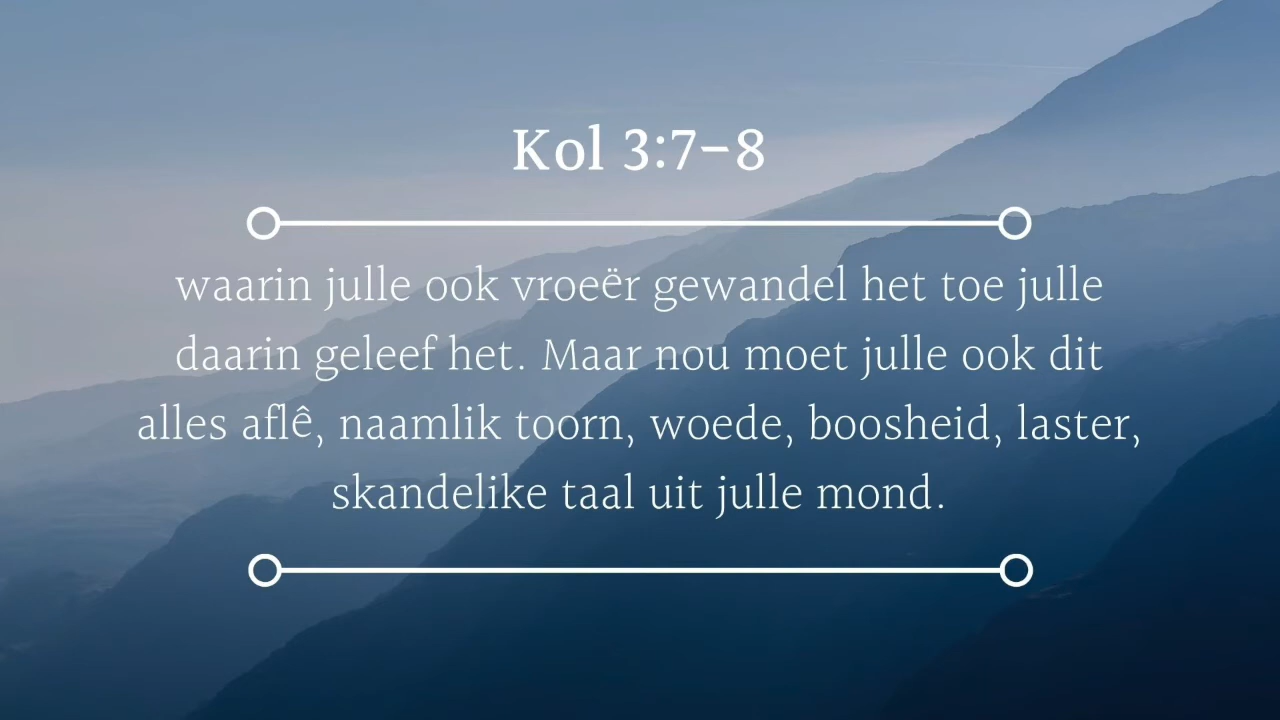 Kol 3:7-8
waarin julle ook vroeër gewandel het toe julle
daarin geleef het. Maar nou moet julle ook dit
alles aflê, naamlik toorn, woede, boosheid, laster,
skandelike taal uit julle mond.